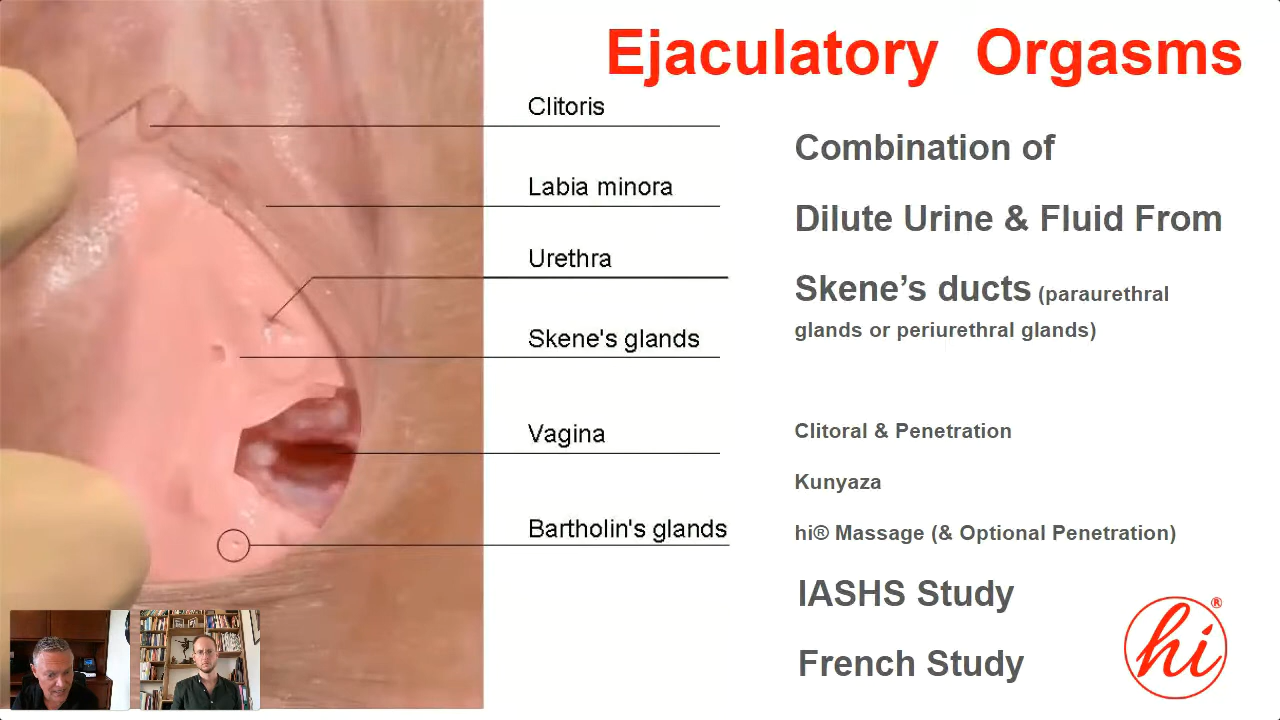 Ejaculatory Orgasms
Clitoris
Labia minora
Urethra
Skene's glands
Vagina
Bartholin's glands
Combination of
Dilute Urine & Fluid From
Skene’s ducts (paraurethral
glands or periurethral glands)
Clitoral & Penetration
Kunyaza
hi® Massage (& Optional Penetration)
IASHS Study
French Study
hi®